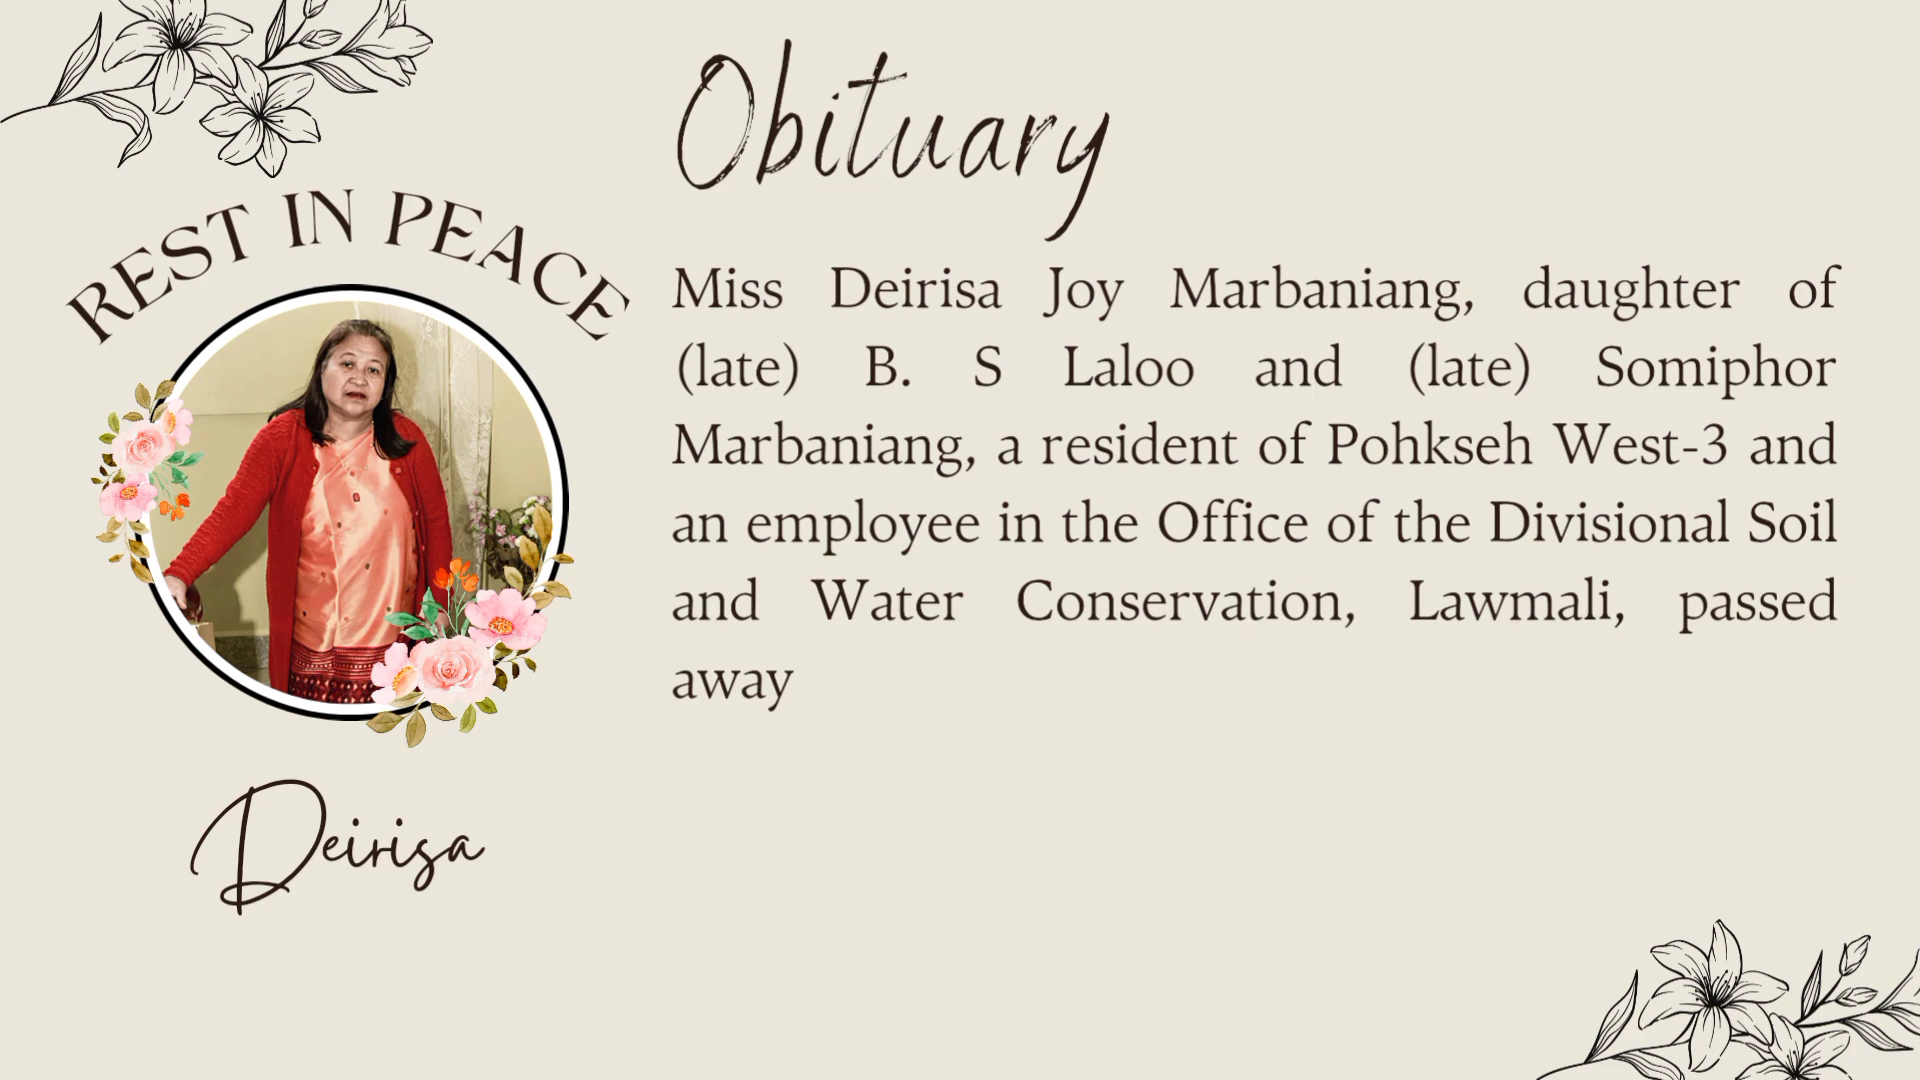 Obituary
REST IN PEACE
Miss Deirisa Joy Marbaniang, daughter of
(late) B. S Laloo and (late) Somiphor
Marbaniang, a resident of Pohkseh West-3 and
an employee in the Office of the Divisional Soil
and Water Conservation, Lawmali, passed
away
Deirisa